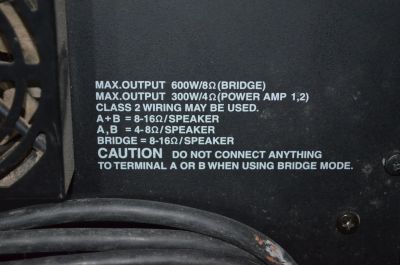 MAX.OUTPUT 600W/8Ω(BRIDGE)
MAX.OUTPUT 300W/4Ω(POWER AMP 1,2)
CLASS 2 WIRING MAY BE USED.
A+B = 8-16Ω/SPEAKER
A,B = 4-8Ω/SPEAKER
BRIDGE = 8-16Ω/SPEAKER
CAUTION DO NOT CONNECT ANYTHING
TO TERMINAL A OR B WHEN USING BRIDGE MODE.